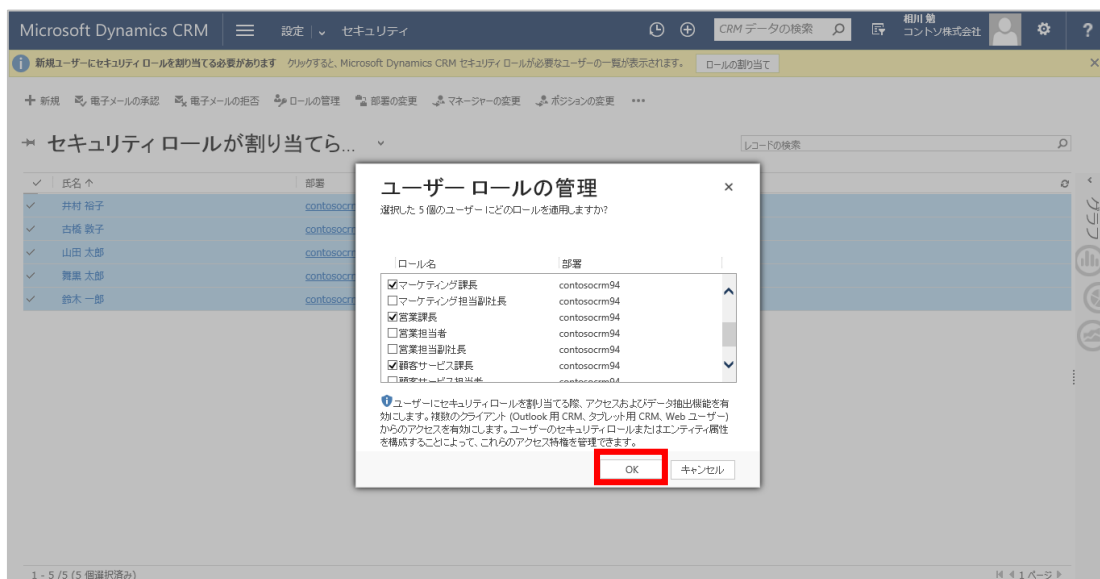 Microsoft Dynamics CRM 設定 セキュリティ CRM データの検索 相川 勉
コントソ株式会社 ?
新規ユーザーにセキュリティ ロールを割り当てる必要があります クリックすると、Microsoft Dynamics CRM セキュリティ ロールが必要なユーザーの一覧が表示されます。 ロールの割り当て ×
+ 新規 電子メールの承認 電子メールの拒否 ロールの管理 部署の変更 マネージャーの変更 ポジションの変更 •••
セキュリティ ロールが割り当てら... レコードの検索
氏名 ↑ 部署
井村 裕子 contosocr
古橋 敦子 contosocr
山田 太郎 contosocr
舞黒 太郎 contosocr
鈴木 一郎 contosocr
グラフ
ユーザー ロールの管理 ×
選択した 5 個のユーザー にどのロールを適用しますか?
ロール名 部署
マーケティング課長 contosocrm94
マーケティング担当副社長 contosocrm94
営業課長 contosocrm94
営業担当者 contosocrm94
営業担当副社長 contosocrm94
顧客サービス課長 contosocrm94
顧客サービス担当者 contosocrm94
ユーザーにセキュリティ ロールを割り当てる際、アクセスおよびデータ抽出機能を有
効にします。複数のクライアント (Outlook 用 CRM、タブレット用 CRM、Web ユーザー)
からのアクセスを有効にします。ユーザーのセキュリティ ロールまたはエンティティ属性
を構成することによって、これらのアクセス特権を管理できます。
OK キャンセル
1 - 5 /5 (5 個選択済み) 1 ページ